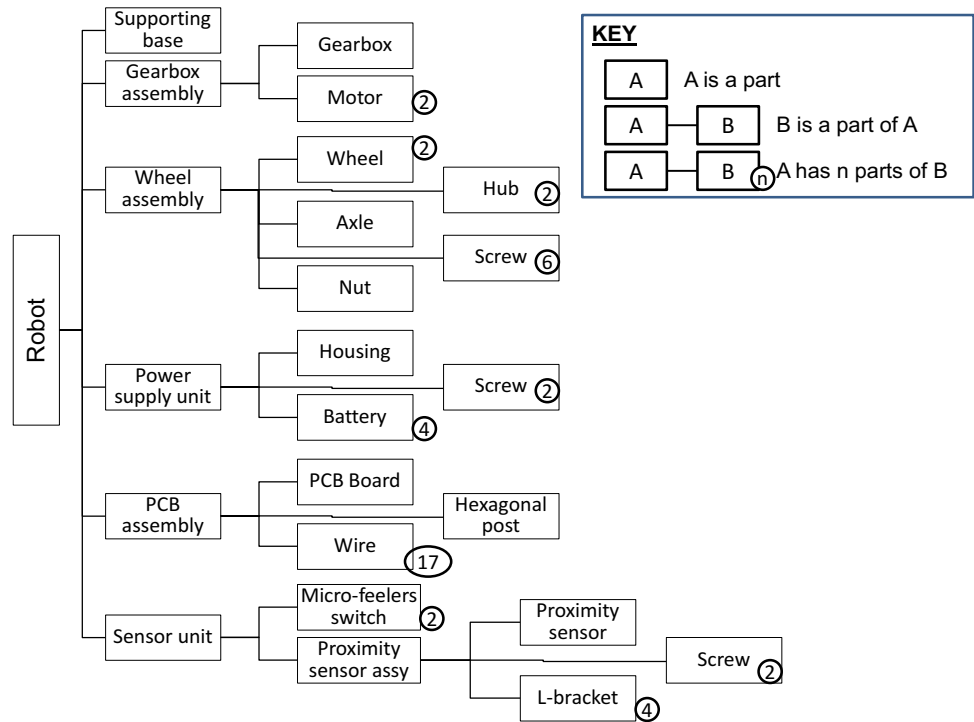 Supporting
base
Gearbox
assembly
Gearbox
Motor
2
Wheel
assembly
Wheel
2
Hub
2
Axle
Screw
6
Nut
Robot
Power
supply unit
Housing
Screw
2
Battery
4
PCB
assembly
PCB Board
Hexagonal
post
Wire
17
Sensor unit
Micro-feelers
switch
2
Proximity
sensor assy
Proximity
sensor
Screw
2
L-bracket
4
KEY
A
A is a part
A
B
B is a part of A
A
B
n
A has n parts of B